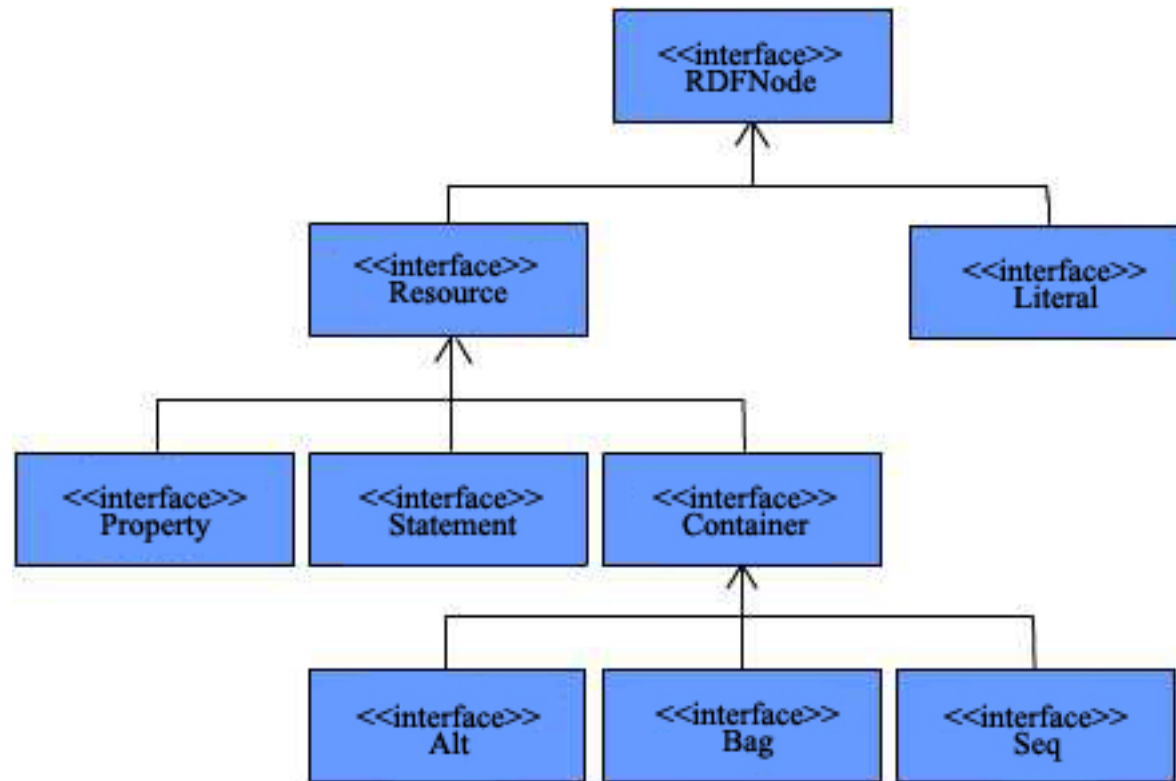 <<interface>>
RDFNode
<<interface>>
Resource
<<interface>>
Literal
<<interface>>
Property
<<interface>>
Statement
<<interface>>
Container
<<interface>>
Alt
<<interface>>
Bag
<<interface>>
Seq